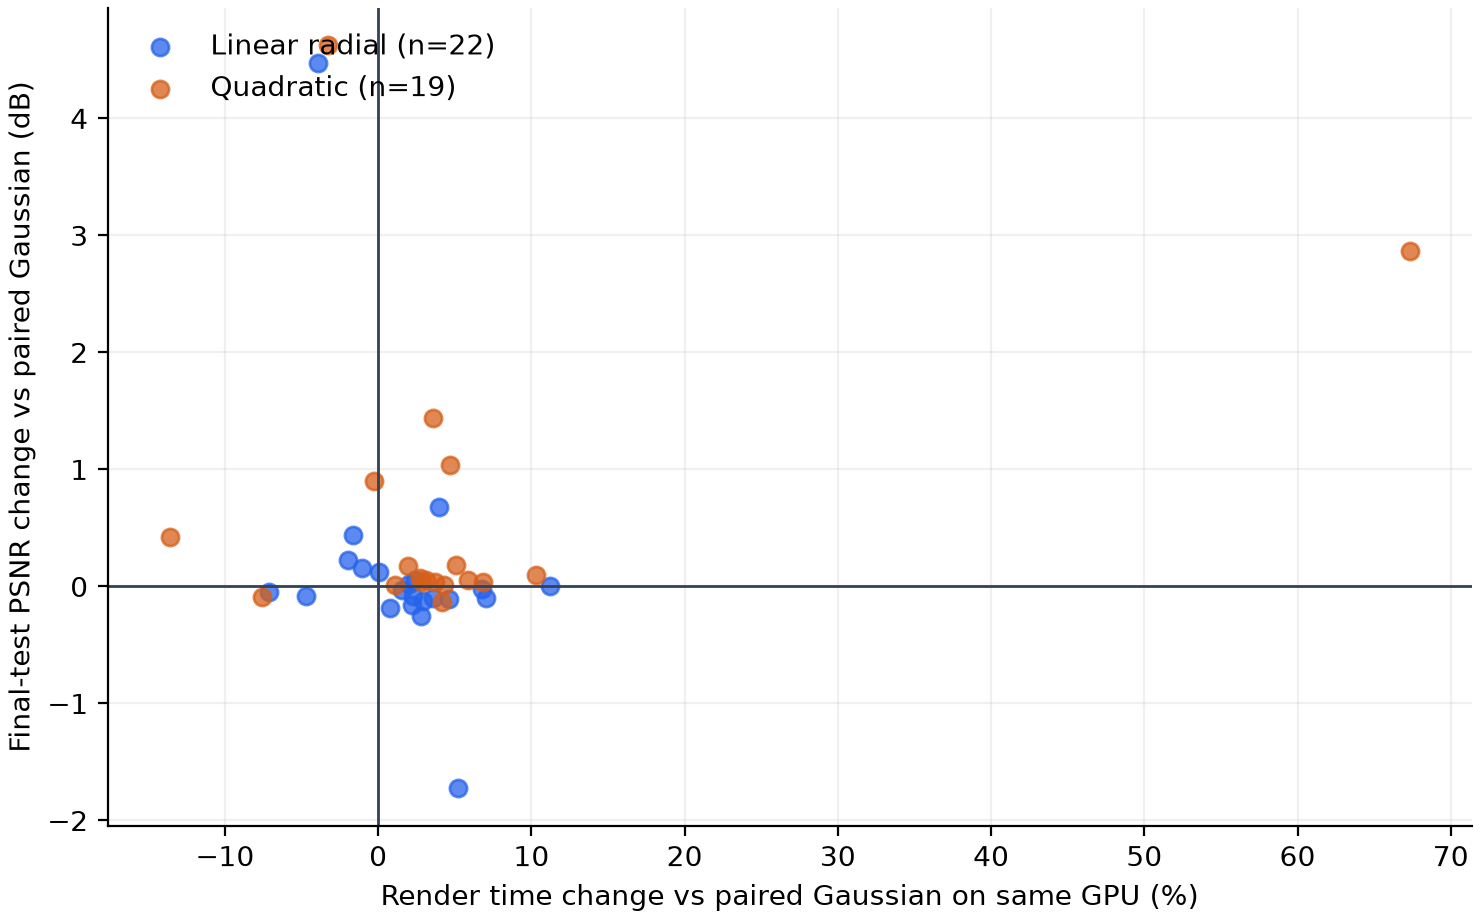 Linear radial (n=22)
Quadratic (n=19)
Final-test PSNR change vs paired Gaussian (dB)
4
3
2
1
0
−1
−2
−10 0 10 20 30 40 50 60 70
Render time change vs paired Gaussian on same GPU (%)